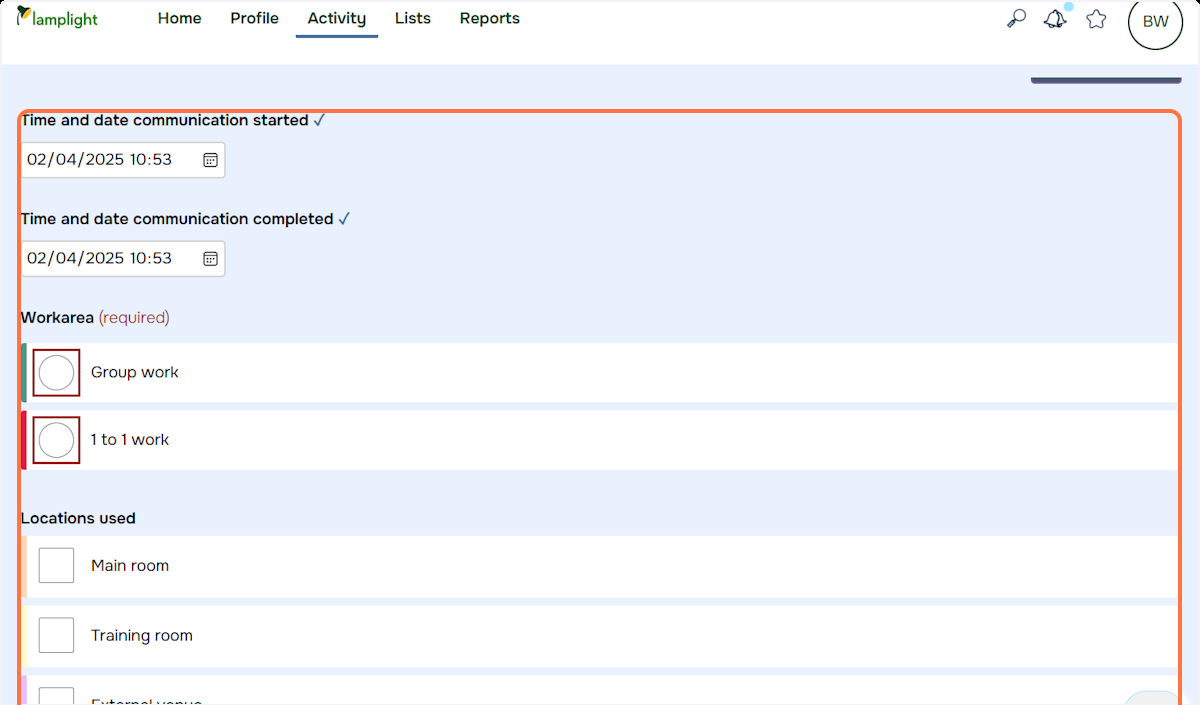 lamplight Home Profile Activity Lists Reports BW
Time and date communication started ✓
02/04/2025 10:53
Time and date communication completed ✓
02/04/2025 10:53
Workarea (required)
Group work
1 to 1 work
Locations used
Main room
Training room
External venue